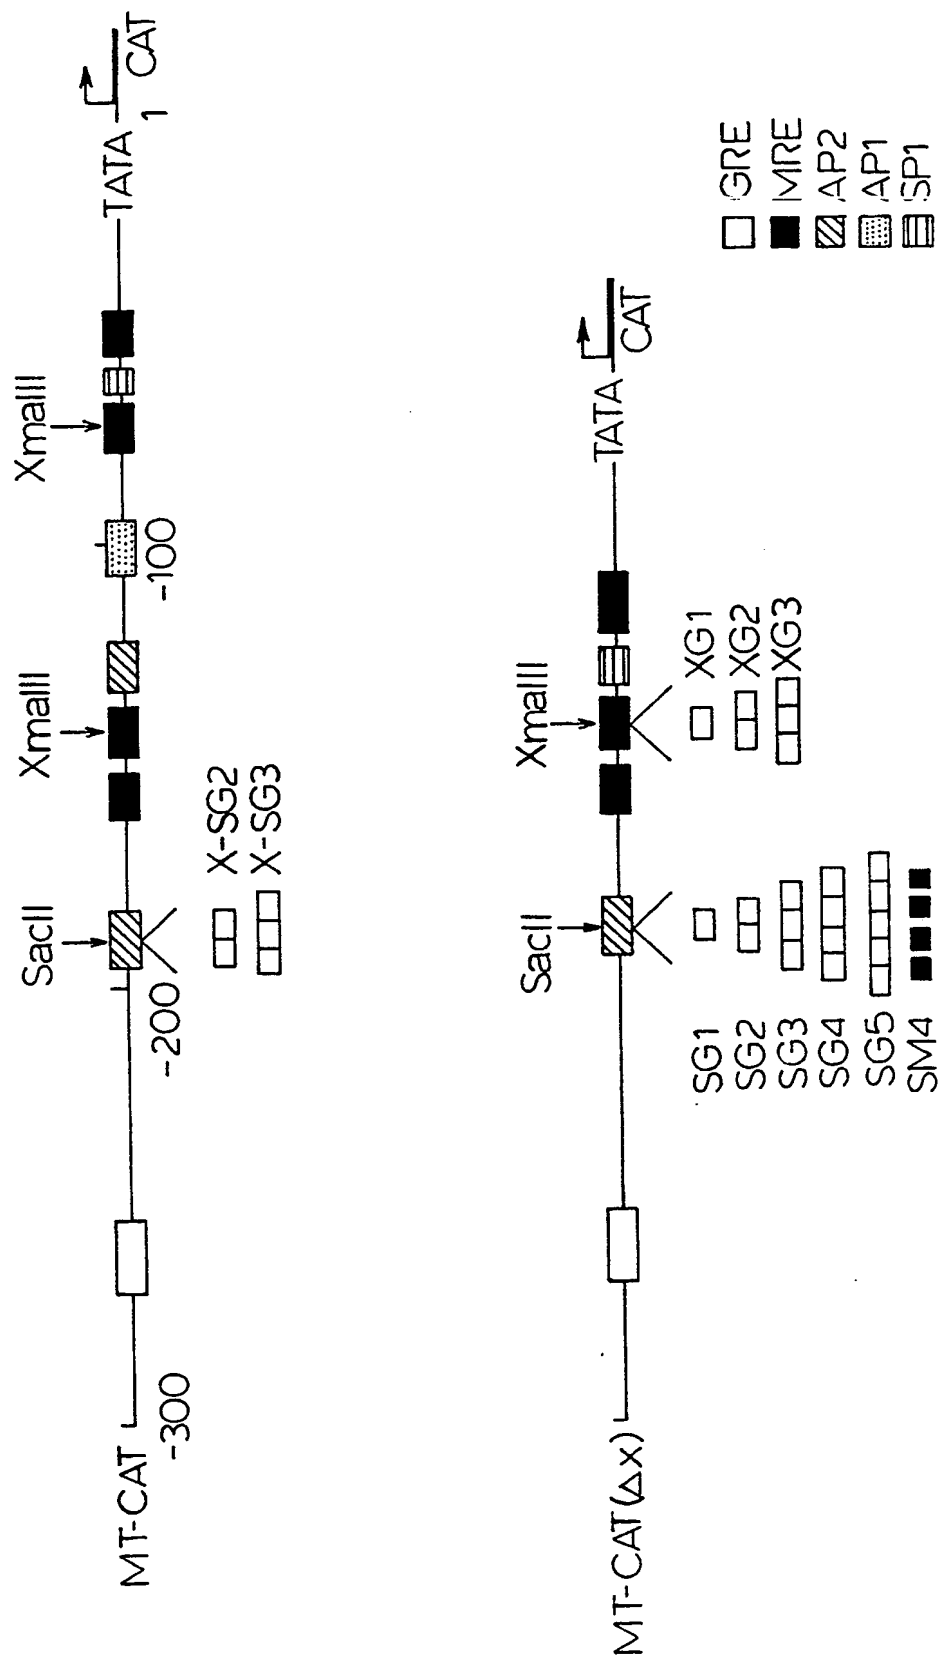 SacII
XmaIII
XmaIII
MT-CAT
TATA
CAT
-300
-200
-100
1
X-SG2
X-SG3
SacII
XmaIII
MT-CAT(Δx)
TATA
CAT
SG1
XG1
SG2
XG2
SG3
XG3
SG4
SG5
SM4
GRE
MRE
AP2
AP1
SP1